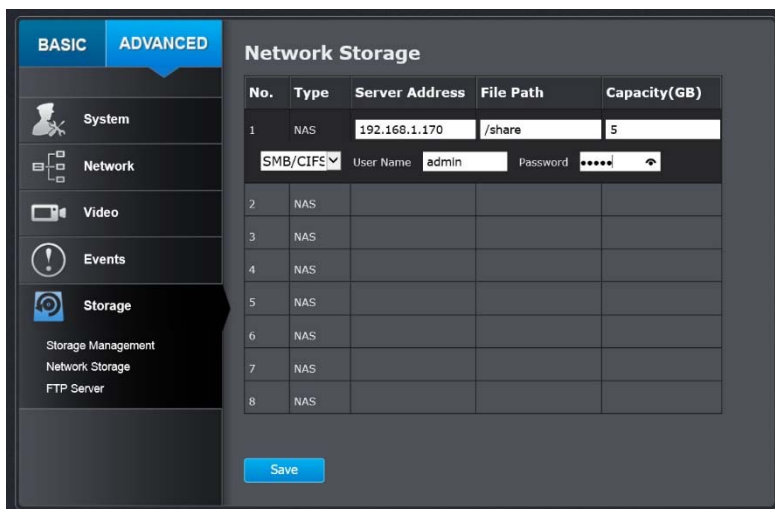 BASIC ADVANCED
Network Storage
No. Type Server Address File Path Capacity(GB)
System
1 NAS 192.168.1.170 /share 5
SMB/CIFS User Name admin Password •••••
Network
2 NAS
Video
3 NAS
Events
4 NAS
5 NAS
Storage
6 NAS
Storage Management
7 NAS
Network Storage
FTP Server
8 NAS
Save